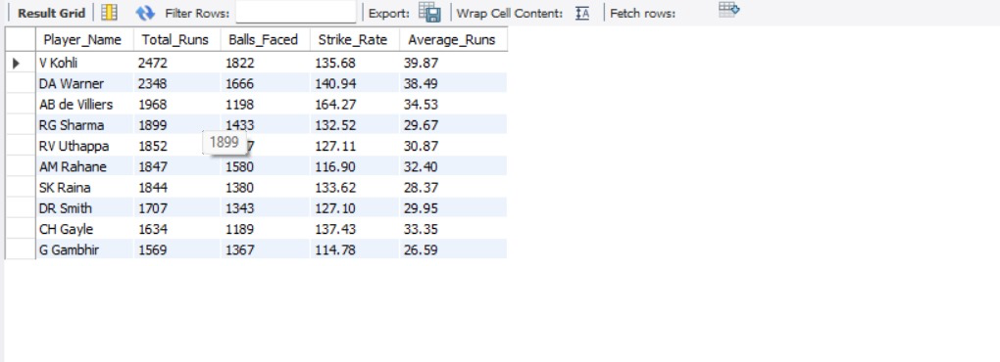 Result Grid Filter Rows: Export: Wrap Cell Content: IA Fetch rows:
Player_Name Total_Runs Balls_Faced Strike_Rate Average_Runs
V Kohli 2472 1822 135.68 39.87
DA Warner 2348 1666 140.94 38.49
AB de Villiers 1968 1198 164.27 34.53
RG Sharma 1899 1433 132.52 29.67
RV Uthappa 1852 1899 7 127.11 30.87
AM Rahane 1847 1580 116.90 32.40
SK Raina 1844 1380 133.62 28.37
DR Smith 1707 1343 127.10 29.95
CH Gayle 1634 1189 137.43 33.35
G Gambhir 1569 1367 114.78 26.59